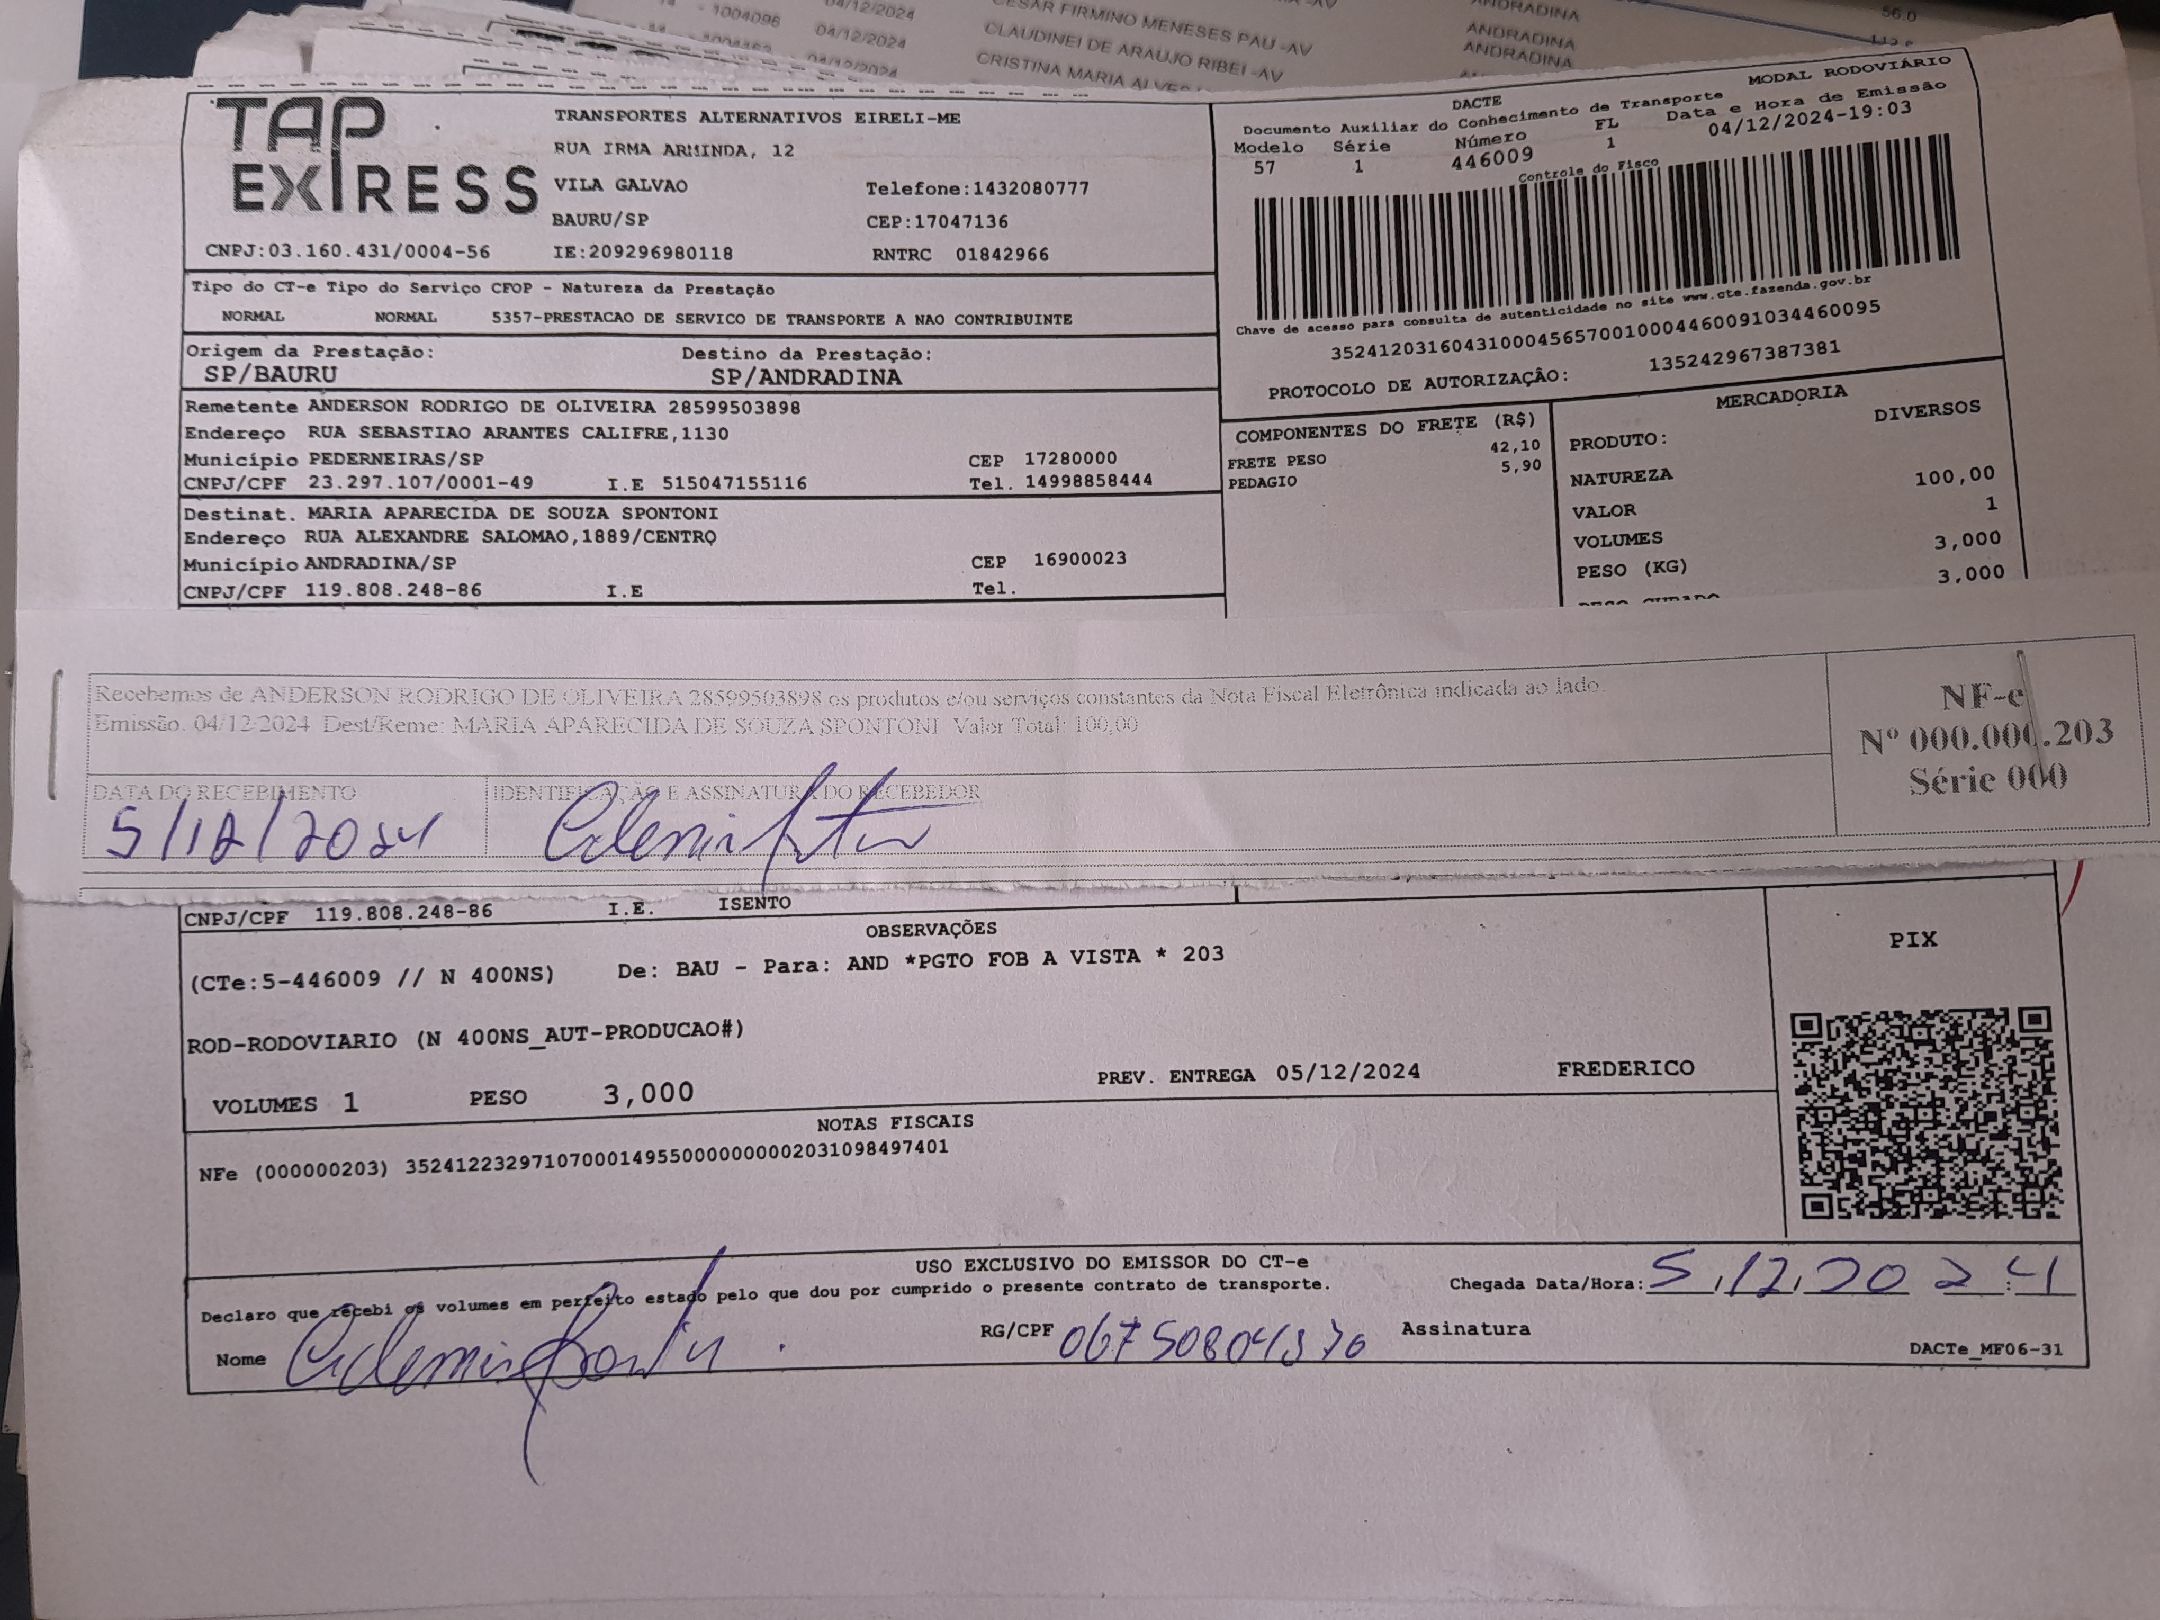 1004096 04/12/2024 CESAR FIRMINO MENESES PAU -AV ANDRADINA 56.0
04/12/2024 CLAUDINEI DE ARAUJO RIBEI -AV ANDRADINA
04/12/2024 CRISTINA MARIA ALVES
TAP EXPRESS
TRANSPORTES ALTERNATIVOS EIRELI-ME
RUA IRMA ARMINDA, 12
VILA GALVAO Telefone:1432080777
BAURU/SP CEP:17047136
CNPJ:03.160.431/0004-56 IE:209296980118 RNTRC 01842966
DACTE MODAL RODOVIÁRIO
Documento Auxiliar do Conhecimento de Transporte
Modelo Série Número FL Data e Hora de Emissão
57 1 446009 1 04/12/2024-19:03
Controle do Fisco
Chave de acesso para consulta de autenticidade no site www.cte.fazenda.gov.br
35241203160431000456570010004460091034460095
PROTOCOLO DE AUTORIZAÇÃO: 135242967387381
Tipo do CT-e Tipo do Serviço CFOP - Natureza da Prestação
NORMAL NORMAL 5357-PRESTACAO DE SERVICO DE TRANSPORTE A NAO CONTRIBUINTE
Origem da Prestação: Destino da Prestação:
SP/BAURU SP/ANDRADINA
Remetente ANDERSON RODRIGO DE OLIVEIRA 28599503898
Endereço RUA SEBASTIAO ARANTES CALIFRE,1130
Município PEDERNEIRAS/SP CEP 17280000
CNPJ/CPF 23.297.107/0001-49 I.E 515047155116 Tel. 14998858444
Destinat. MARIA APARECIDA DE SOUZA SPONTONI
Endereço RUA ALEXANDRE SALOMAO,1889/CENTRO
Município ANDRADINA/SP CEP 16900023
CNPJ/CPF 119.808.248-86 I.E Tel.
COMPONENTES DO FRETE (R$)
FRETE PESO 42,10
PEDAGIO 5,90
MERCADORIA
PRODUTO: DIVERSOS
NATUREZA
VALOR 100,00
VOLUMES 1
PESO (KG) 3,000
PESO CUBADO 3,000
Recebemos de ANDERSON RODRIGO DE OLIVEIRA 28599503898 os produtos e/ou serviços constantes da Nota Fiscal Eletrônica indicada ao lado.
Emissão: 04/12/2024 Dest/Reme: MARIA APARECIDA DE SOUZA SPONTONI Valor Total: 100,00
DATA DO RECEBIMENTO IDENTIFICAÇÃO E ASSINATURA DO RECEBEDOR
5/12/2024
NF-e
Nº 000.000.203
Série 000
CNPJ/CPF 119.808.248-86 I.E. ISENTO
OBSERVAÇÕES
(CTe:5-446009 // N 400NS) De: BAU - Para: AND *PGTO FOB A VISTA * 203
ROD-RODOVIARIO (N 400NS_AUT-PRODUCAO#)
VOLUMES 1 PESO 3,000 PREV. ENTREGA 05/12/2024 FREDERICO
PIX
NOTAS FISCAIS
NFe (000000203) 35241223297107000149550000000002031098497401
USO EXCLUSIVO DO EMISSOR DO CT-e
Declaro que recebi os volumes em perfeito estado pelo que dou por cumprido o presente contrato de transporte. Chegada Data/Hora: 5,12,2024
Nome RG/CPF Assinatura
DACTe_MF06-31